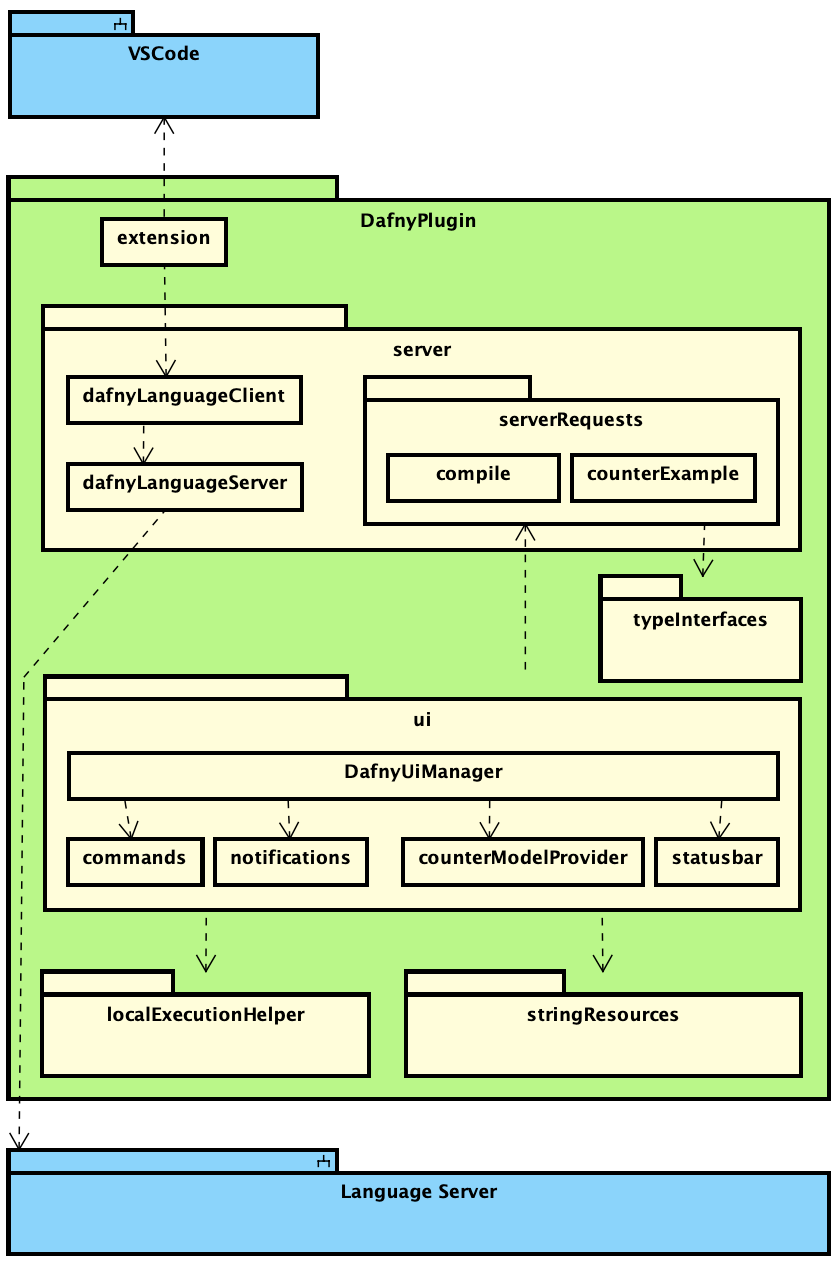 VSCode
DafnyPlugin
extension
server
dafnyLanguageClient
serverRequests
compile
counterExample
dafnyLanguageServer
typeInterfaces
ui
DafnyUiManager
commands
notifications
counterModelProvider
statusbar
localExecutionHelper
stringResources
Language Server